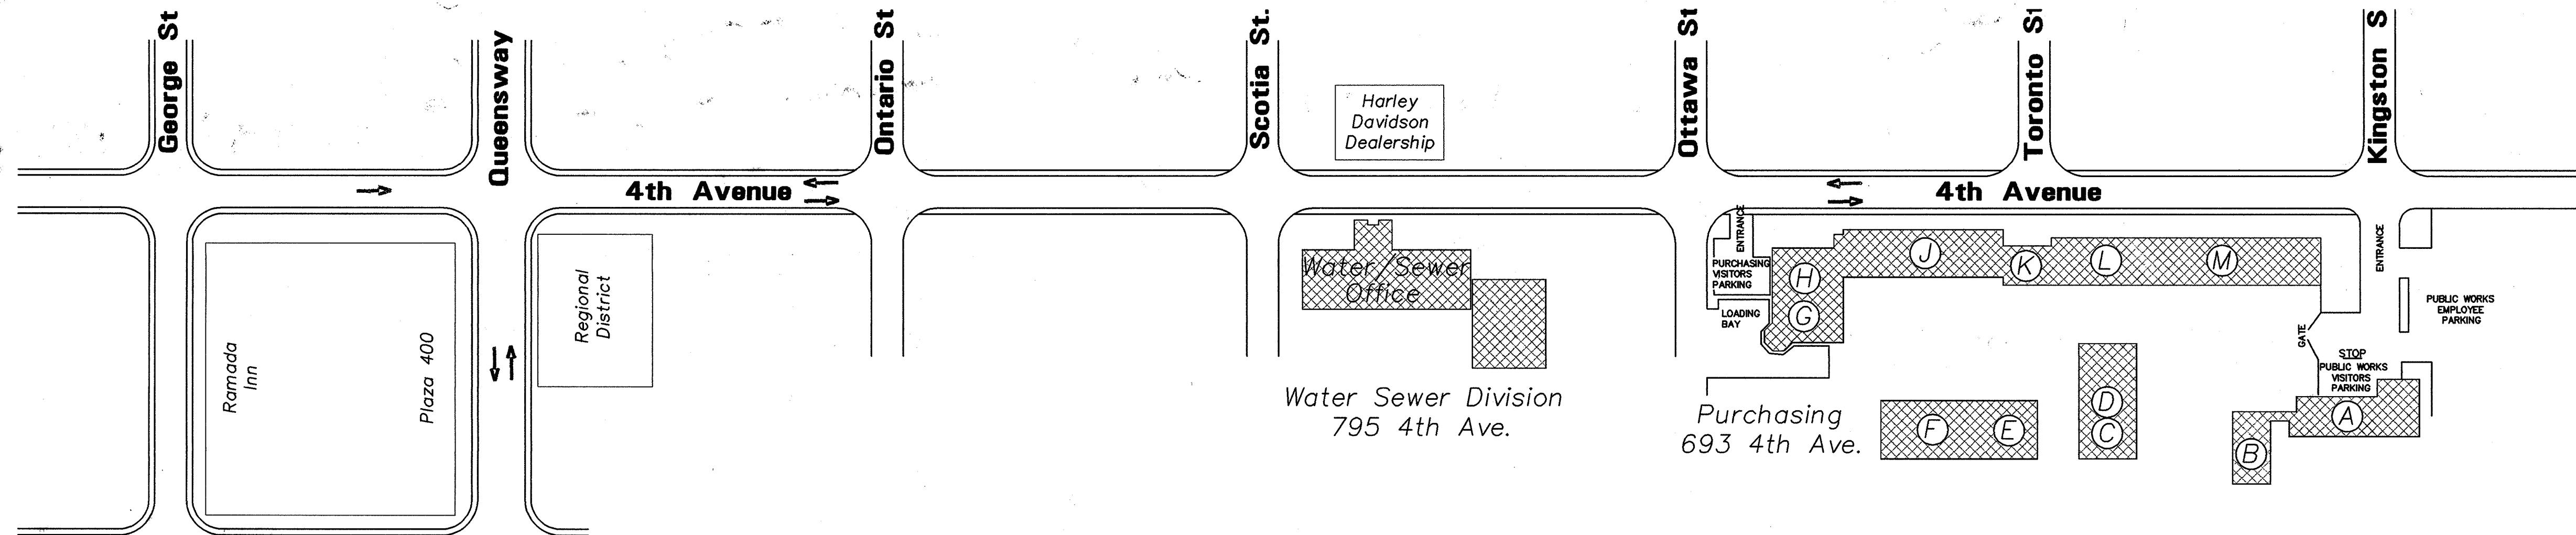 George St
Queensway
Ontario St
Scotia St.
Ottawa St
Toronto St
Kingston S
Harley
Davidson
Dealership
4th Avenue
4th Avenue
Ramada
Inn
Plaza 400
Regional
District
Water/Sewer
Office
Water Sewer Division
795 4th Ave.
ENTRANCE
PURCHASING
VISITORS
PARKING
LOADING
BAY
H
G
J
K
L
M
Purchasing
693 4th Ave.
F
E
D
C
B
A
GATE
STOP
PUBLIC WORKS
VISITORS
PARKING
ENTRANCE
PUBLIC WORKS
EMPLOYEE
PARKING